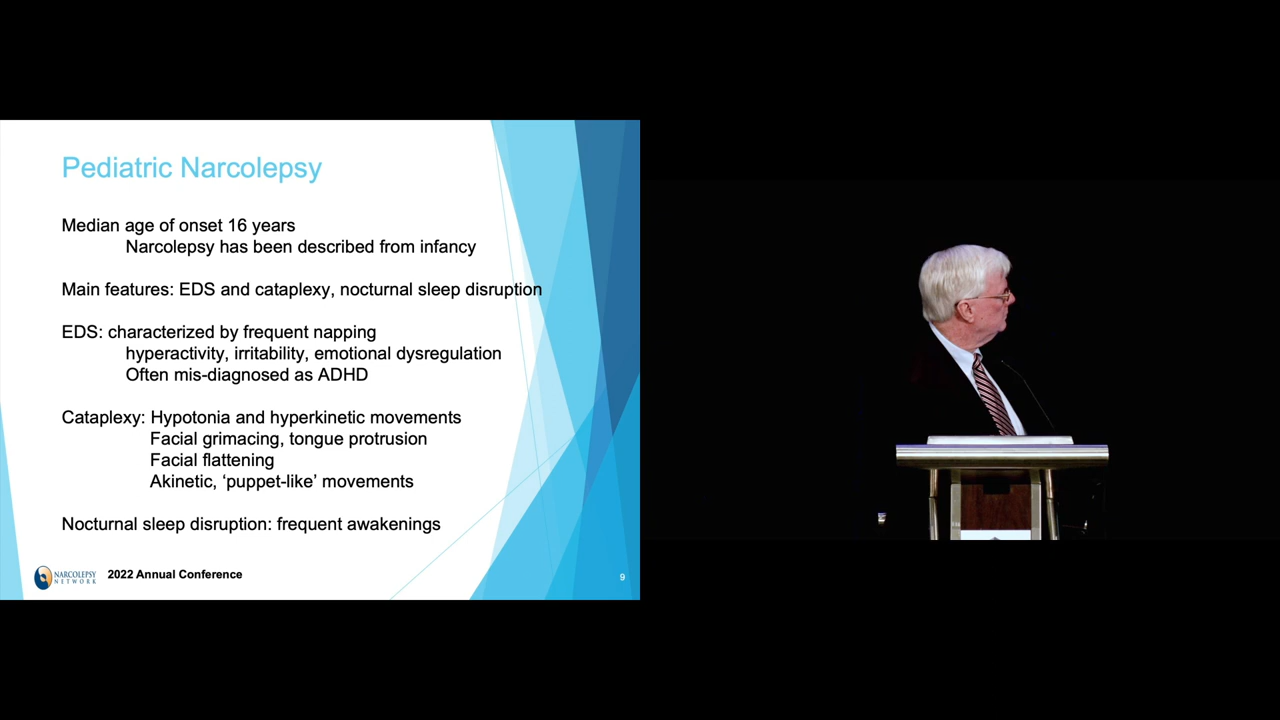 Pediatric Narcolepsy
Median age of onset 16 years
Narcolepsy has been described from infancy
Main features: EDS and cataplexy, nocturnal sleep disruption
EDS: characterized by frequent napping
hyperactivity, irritability, emotional dysregulation
Often mis-diagnosed as ADHD
Cataplexy: Hypotonia and hyperkinetic movements
Facial grimacing, tongue protrusion
Facial flattening
Akinetic, ‘puppet-like’ movements
Nocturnal sleep disruption: frequent awakenings
NARCOLEPSY
NETWORK
2022 Annual Conference
9